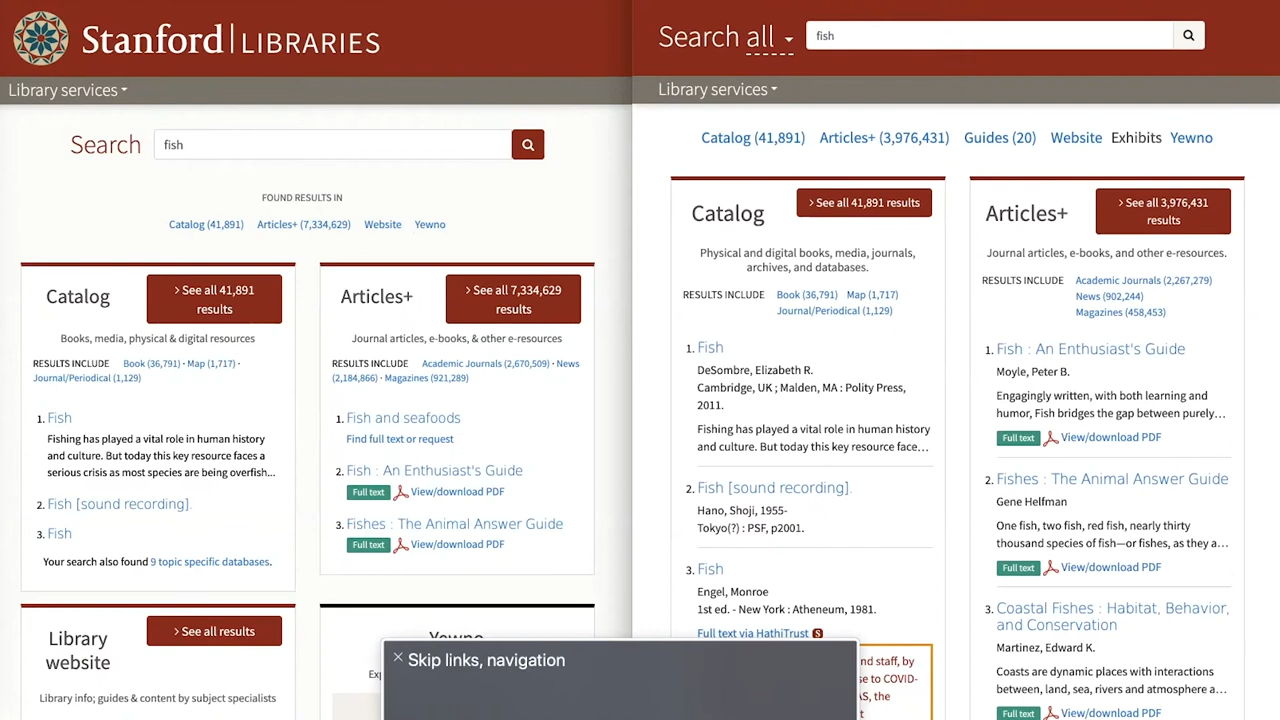 Stanford|LIBRARIES
Library services
Search
fish
FOUND RESULTS IN
Catalog (41,891) Articles+ (7,334,629) Website Yewno
Catalog
> See all 41,891
results
Books, media, physical & digital resources
RESULTS INCLUDE Book (36,791) · Map (1,717) ·
Journal/Periodical (1,129)
1. Fish
Fishing has played a vital role in human history
and culture. But today this key resource faces a
serious crisis as most species are being overfish...
2. Fish [sound recording].
3. Fish
Your search also found 9 topic specific databases.
Articles+
> See all 7,334,629
results
Journal articles, e-books, & other e-resources
RESULTS INCLUDE Academic Journals (2,670,509) · News
(2,184,866) · Magazines (921,289)
1. Fish and seafoods
Find full text or request
2. Fish : An Enthusiast's Guide
Full text View/download PDF
3. Fishes : The Animal Answer Guide
Full text View/download PDF
Library
website
> See all results
Library info; guides & content by subject specialists
Yewno
Search all
fish
Library services
Catalog (41,891) Articles+ (3,976,431) Guides (20) Website Exhibits Yewno
Catalog
> See all 41,891 results
Physical and digital books, media, journals,
archives, and databases.
RESULTS INCLUDE Book (36,791) Map (1,717)
Journal/Periodical (1,129)
1. Fish
DeSombre, Elizabeth R.
Cambridge, UK ; Malden, MA : Polity Press,
2011.
Fishing has played a vital role in human history
and culture. But today this key resource face...
2. Fish [sound recording].
Hano, Shoji, 1955-
Tokyo(?) : PSF, p2001.
3. Fish
Engel, Monroe
1st ed. - New York : Atheneum, 1981.
Full text via HathiTrust S
nd staff, by
se to COVID-
AS, the
Articles+
> See all 3,976,431
results
Journal articles, e-books, and other e-resources.
RESULTS INCLUDE Academic Journals (2,267,279)
News (902,244)
Magazines (458,453)
1. Fish : An Enthusiast's Guide
Moyle, Peter B.
Engagingly written, with both learning and
humor, Fish bridges the gap between purely...
Full text View/download PDF
2. Fishes : The Animal Answer Guide
Gene Helfman
One fish, two fish, red fish, nearly thirty
thousand species of fish—or fishes, as they a...
Full text View/download PDF
3. Coastal Fishes : Habitat, Behavior,
and Conservation
Martinez, Edward K.
Coasts are dynamic places with interactions
between, land, sea, rivers and atmosphere a...
Full text View/download PDF
Skip links, navigation